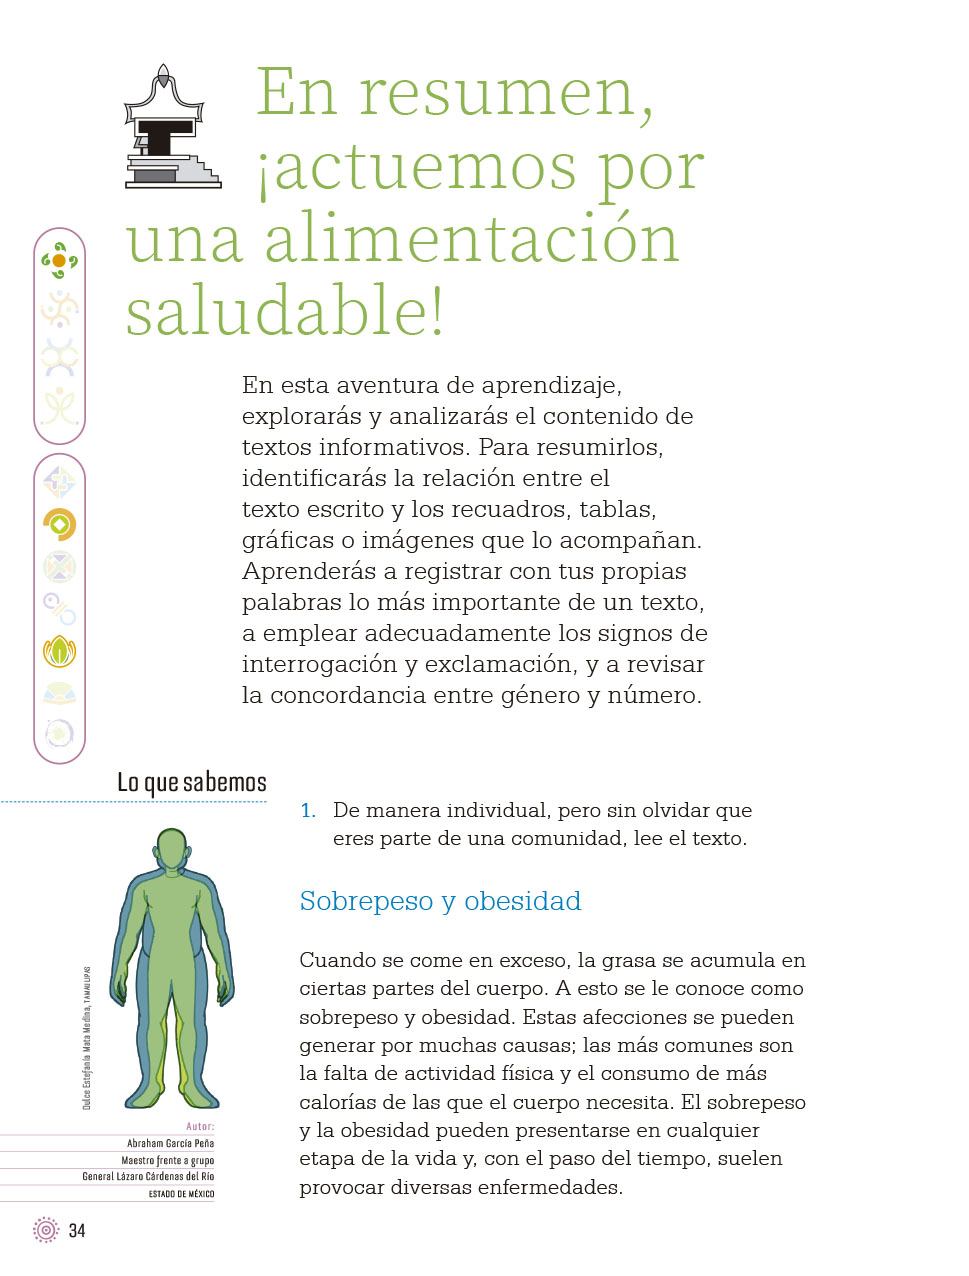 En resumen,
¡actuemos por
una alimentación
saludable!
En esta aventura de aprendizaje,
explorarás y analizarás el contenido de
textos informativos. Para resumirlos,
identificarás la relación entre el
texto escrito y los recuadros, tablas,
gráficas o imágenes que lo acompañan.
Aprenderás a registrar con tus propias
palabras lo más importante de un texto,
a emplear adecuadamente los signos de
interrogación y exclamación, y a revisar
la concordancia entre género y número.
Lo que sabemos
1. De manera individual, pero sin olvidar que
eres parte de una comunidad, lee el texto.
Sobrepeso y obesidad
Cuando se come en exceso, la grasa se acumula en
ciertas partes del cuerpo. A esto se le conoce como
sobrepeso y obesidad. Estas afecciones se pueden
generar por muchas causas; las más comunes son
la falta de actividad física y el consumo de más
calorías de las que el cuerpo necesita. El sobrepeso
y la obesidad pueden presentarse en cualquier
etapa de la vida y, con el paso del tiempo, suelen
provocar diversas enfermedades.
Dulce Estefanía Mata Medina, TAMAULIPAS
Autor:
Abraham García Peña
Maestro frente a grupo
General Lázaro Cárdenas del Río
ESTADO DE MÉXICO
34